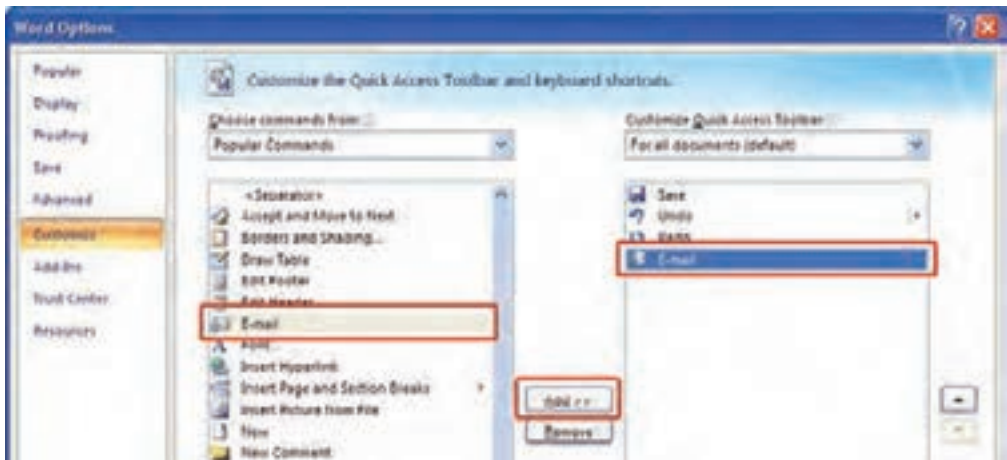 Word Options
Popular
Display
Proofing
Save
Advanced
Customize
Add-Ins
Trust Center
Resources
Customize the Quick Access Toolbar and keyboard shortcuts.
Choose commands from:
Popular Commands
<Separator>
Accept and Move to Next
Borders and Shading...
Draw Table
Edit Footer
Edit Header
E-mail
Font...
Insert Hyperlink
Insert Page and Section Breaks
Insert Picture from File
New
New Comment
Add >>
Remove
Customize Quick Access Toolbar:
For all documents (default)
Save
Undo
E-mail